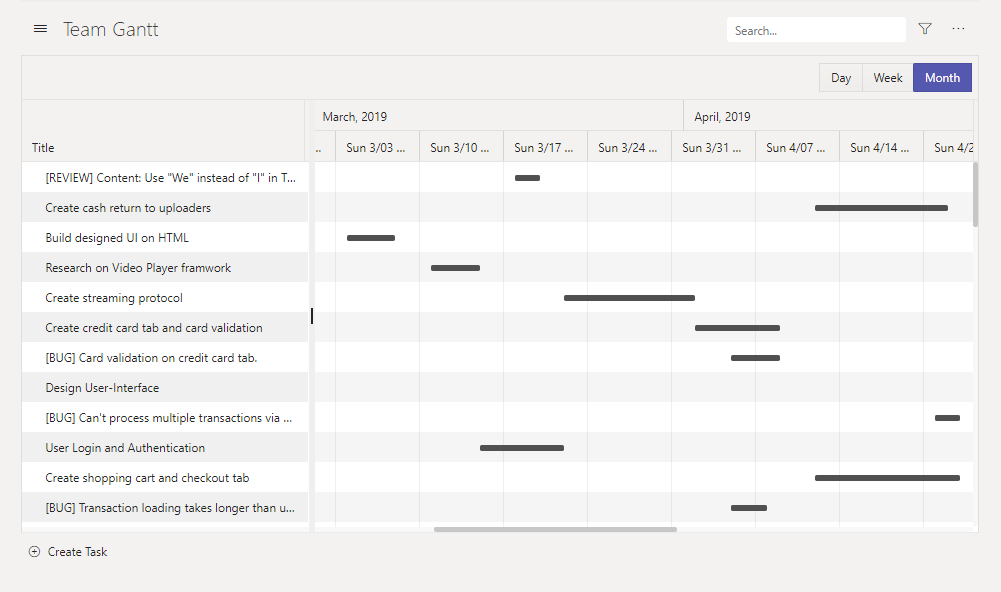 Team Gantt
Search...
Day Week Month
March, 2019 April, 2019
Title
.. Sun 3/03 ... Sun 3/10 ... Sun 3/17 ... Sun 3/24 ... Sun 3/31 ... Sun 4/07 ... Sun 4/14 ... Sun 4/2
[REVIEW] Content: Use "We" instead of "I" in T...
Create cash return to uploaders
Build designed UI on HTML
Research on Video Player framwork
Create streaming protocol
Create credit card tab and card validation
[BUG] Card validation on credit card tab.
Design User-Interface
[BUG] Can't process multiple transactions via ...
User Login and Authentication
Create shopping cart and checkout tab
[BUG] Transaction loading takes longer than u...
Create Task